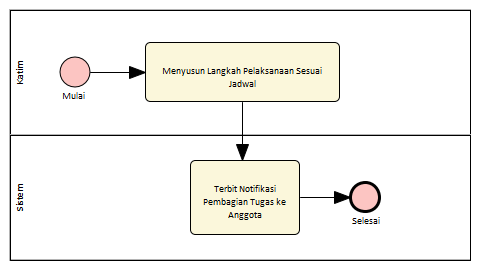 Katim
Mulai
Menyusun Langkah Pelaksanaan Sesuai
Jadwal
Sistem
Terbit Notifikasi
Pembagian Tugas ke
Anggota
Selesai